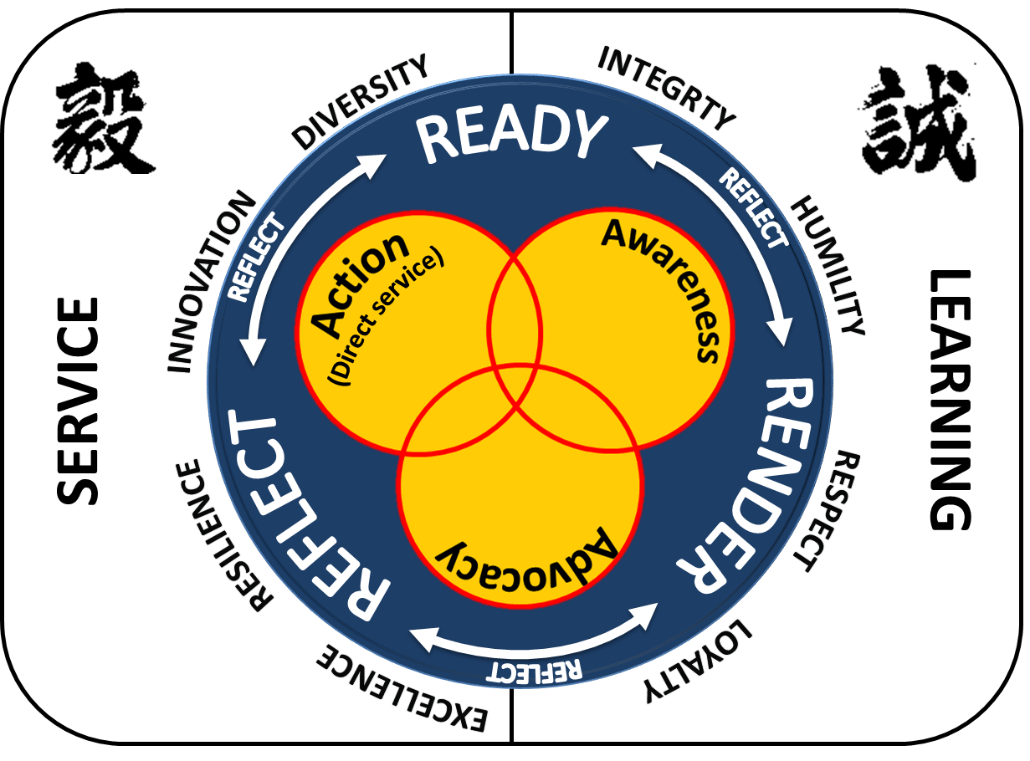 毅
誠
SERVICE
LEARNING
DIVERSITY
INTEGRTY
HUMILITY
RESPECT
LOYALTY
EXCELLENCE
RESILIENCE
INNOVATION
READY
REFLECT
RENDER
REFLECT
REFLECT
REFLECT
Action
(Direct service)
Awareness
Advocacy